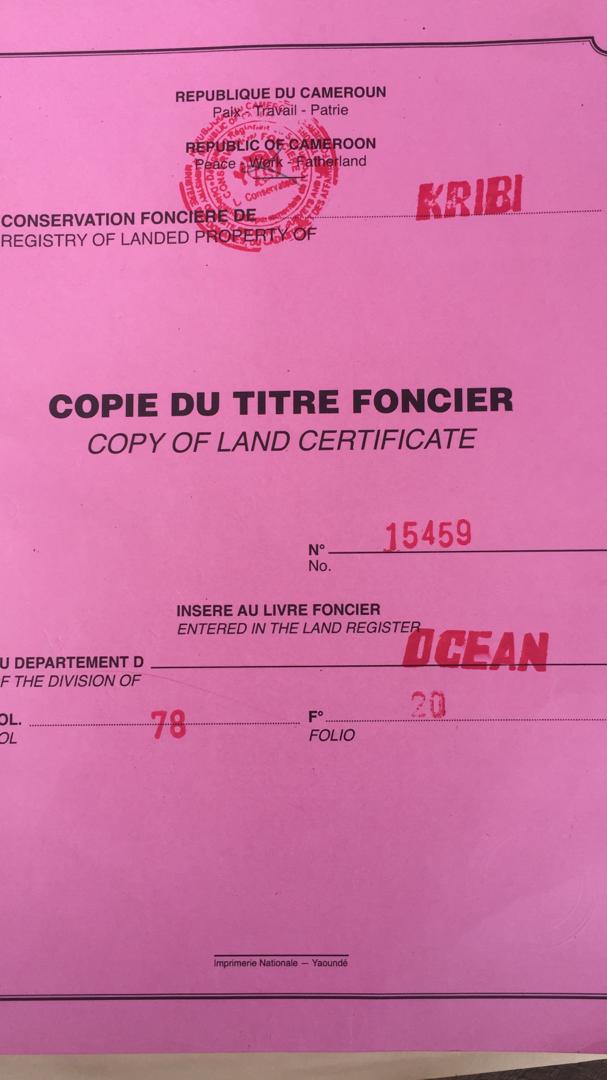 REPUBLIQUE DU CAMEROUN
Paix - Travail - Patrie
REPUBLIC OF CAMEROON
Peace - Work - Fatherland
CONSERVATION FONCIERE DE KRIBI
REGISTRY OF LANDED PROPERTY OF
COPIE DU TITRE FONCIER
COPY OF LAND CERTIFICATE
N° 15459
No.
INSERE AU LIVRE FONCIER
ENTERED IN THE LAND REGISTER
U DEPARTEMENT D OCEAN
F THE DIVISION OF
OL. 78 F° 20
OL FOLIO
Imprimerie Nationale — Yaoundé